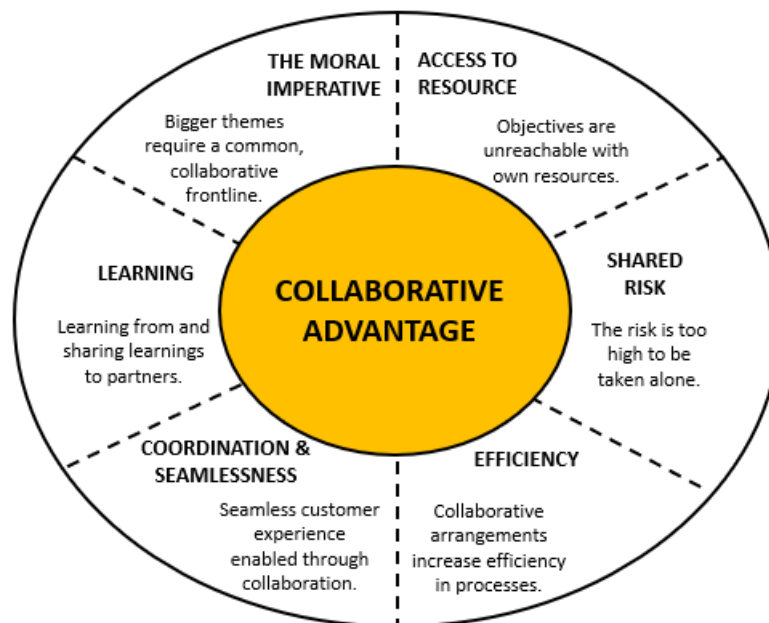 THE MORAL
IMPERATIVE
Bigger themes
require a common,
collaborative
frontline.
ACCESS TO
RESOURCE
Objectives are
unreachable with
own resources.
SHARED
RISK
The risk is too
high to be
taken alone.
EFFICIENCY
Collaborative
arrangements
increase efficiency
in processes.
COORDINATION &
SEAMLESSNESS
Seamless customer
experience
enabled through
collaboration.
LEARNING
Learning from and
sharing learnings
to partners.
COLLABORATIVE
ADVANTAGE